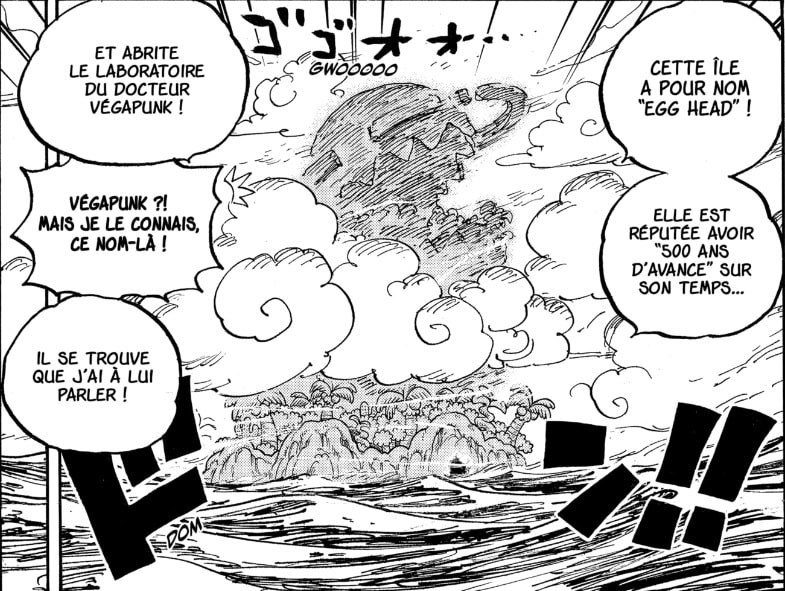 CETTE ÎLE
A POUR NOM
"EGG HEAD" !
ELLE EST
RÉPUTÉE AVOIR
"500 ANS
D'AVANCE" SUR
SON TEMPS...
ゴゴオオ...
GWOOOOO
ET ABRITE
LE LABORATOIRE
DU DOCTEUR
VÉGAPUNK !
VÉGAPUNK ?!
MAIS JE LE CONNAIS,
CE NOM-LÀ !
IL SE TROUVE
QUE J'AI À LUI
PARLER !
ドン!!
DOM